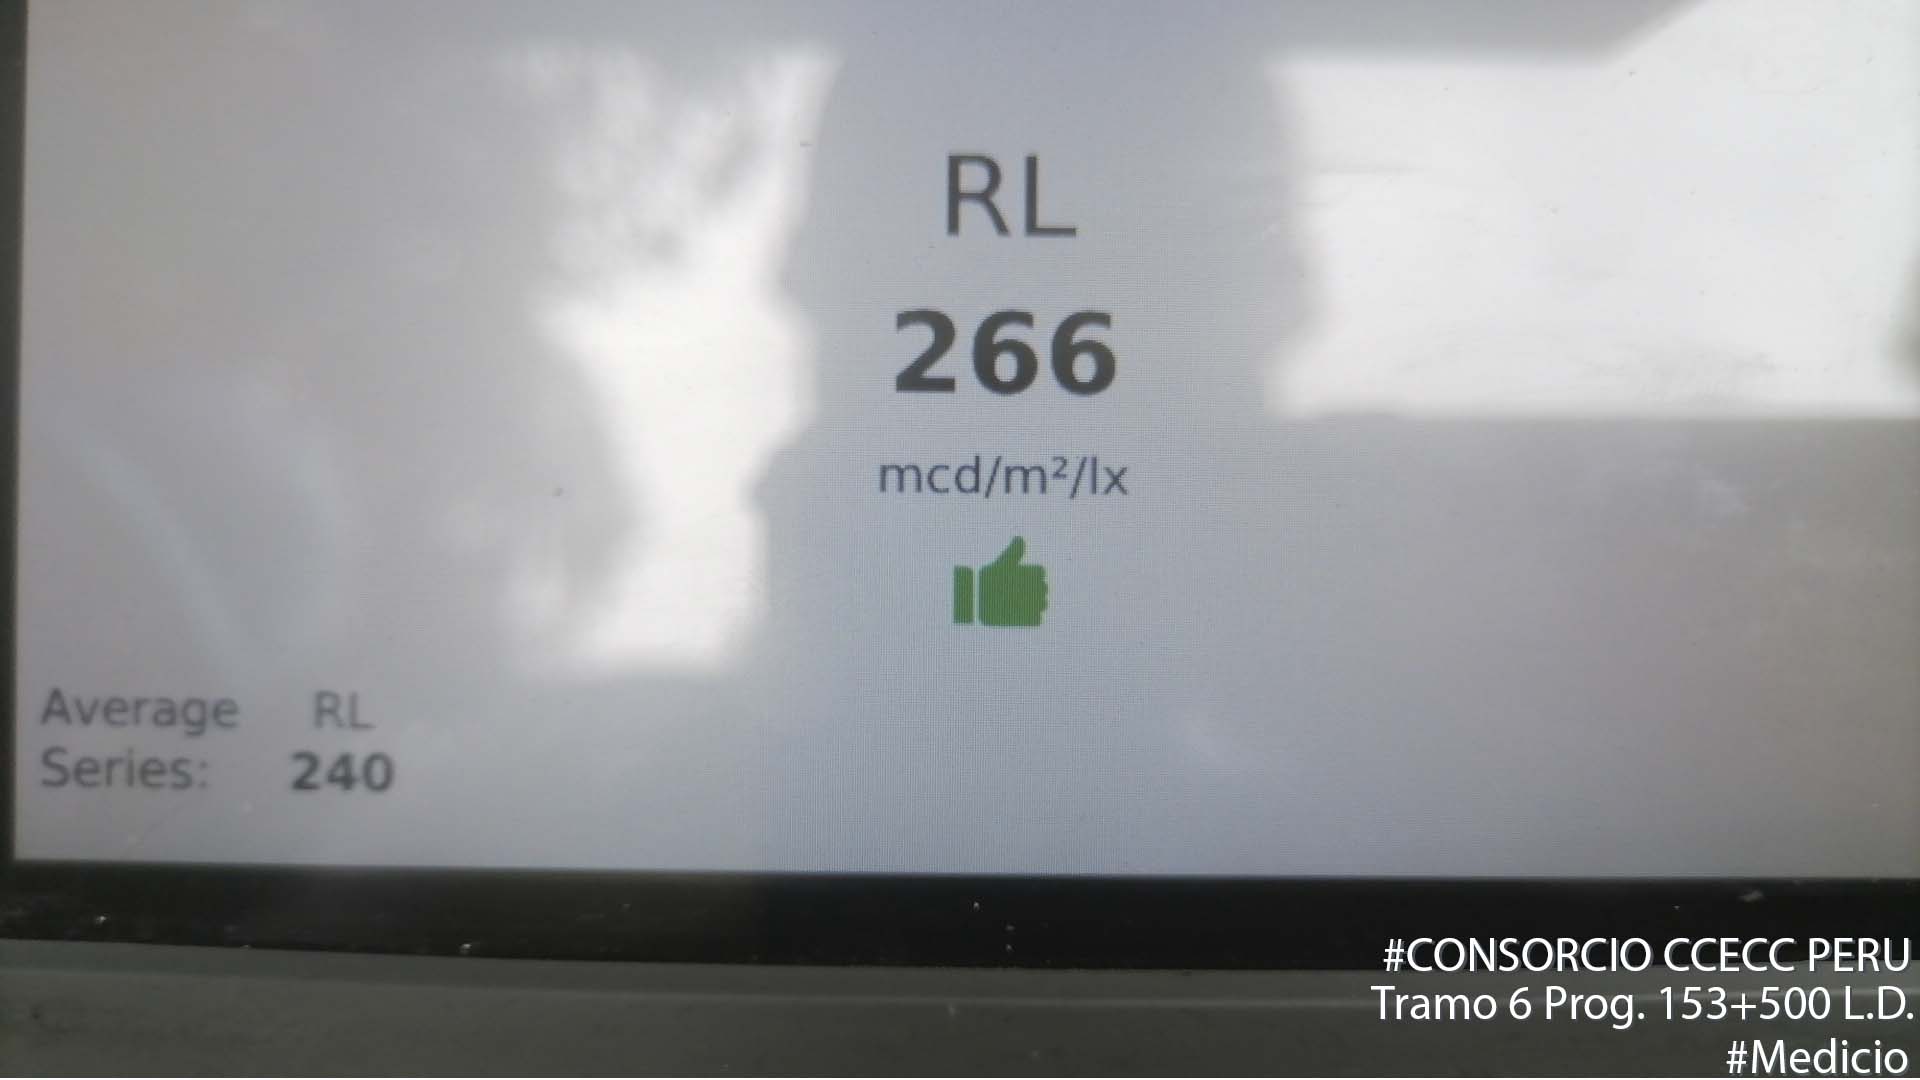 RL
266
mcd/m²/lx
Average RL
Series: 240
#CONSORCIO CCECC PERU
Tramo 6 Prog. 153+500 L.D.
#Medicio